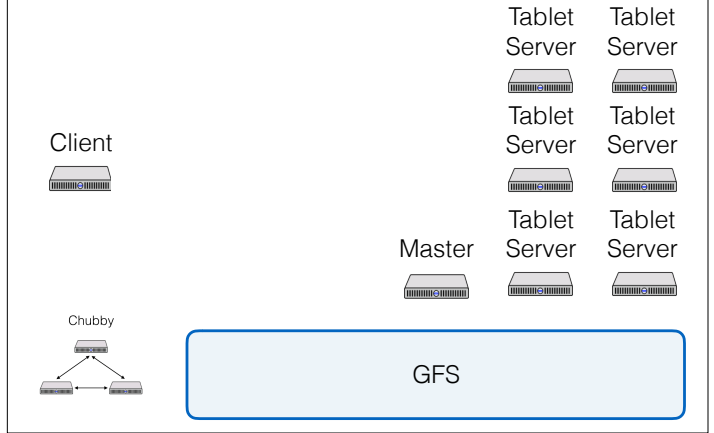 Tablet
Server
Tablet
Server
Tablet
Server
Tablet
Server
Client
Tablet
Server
Tablet
Server
Master
Chubby
GFS